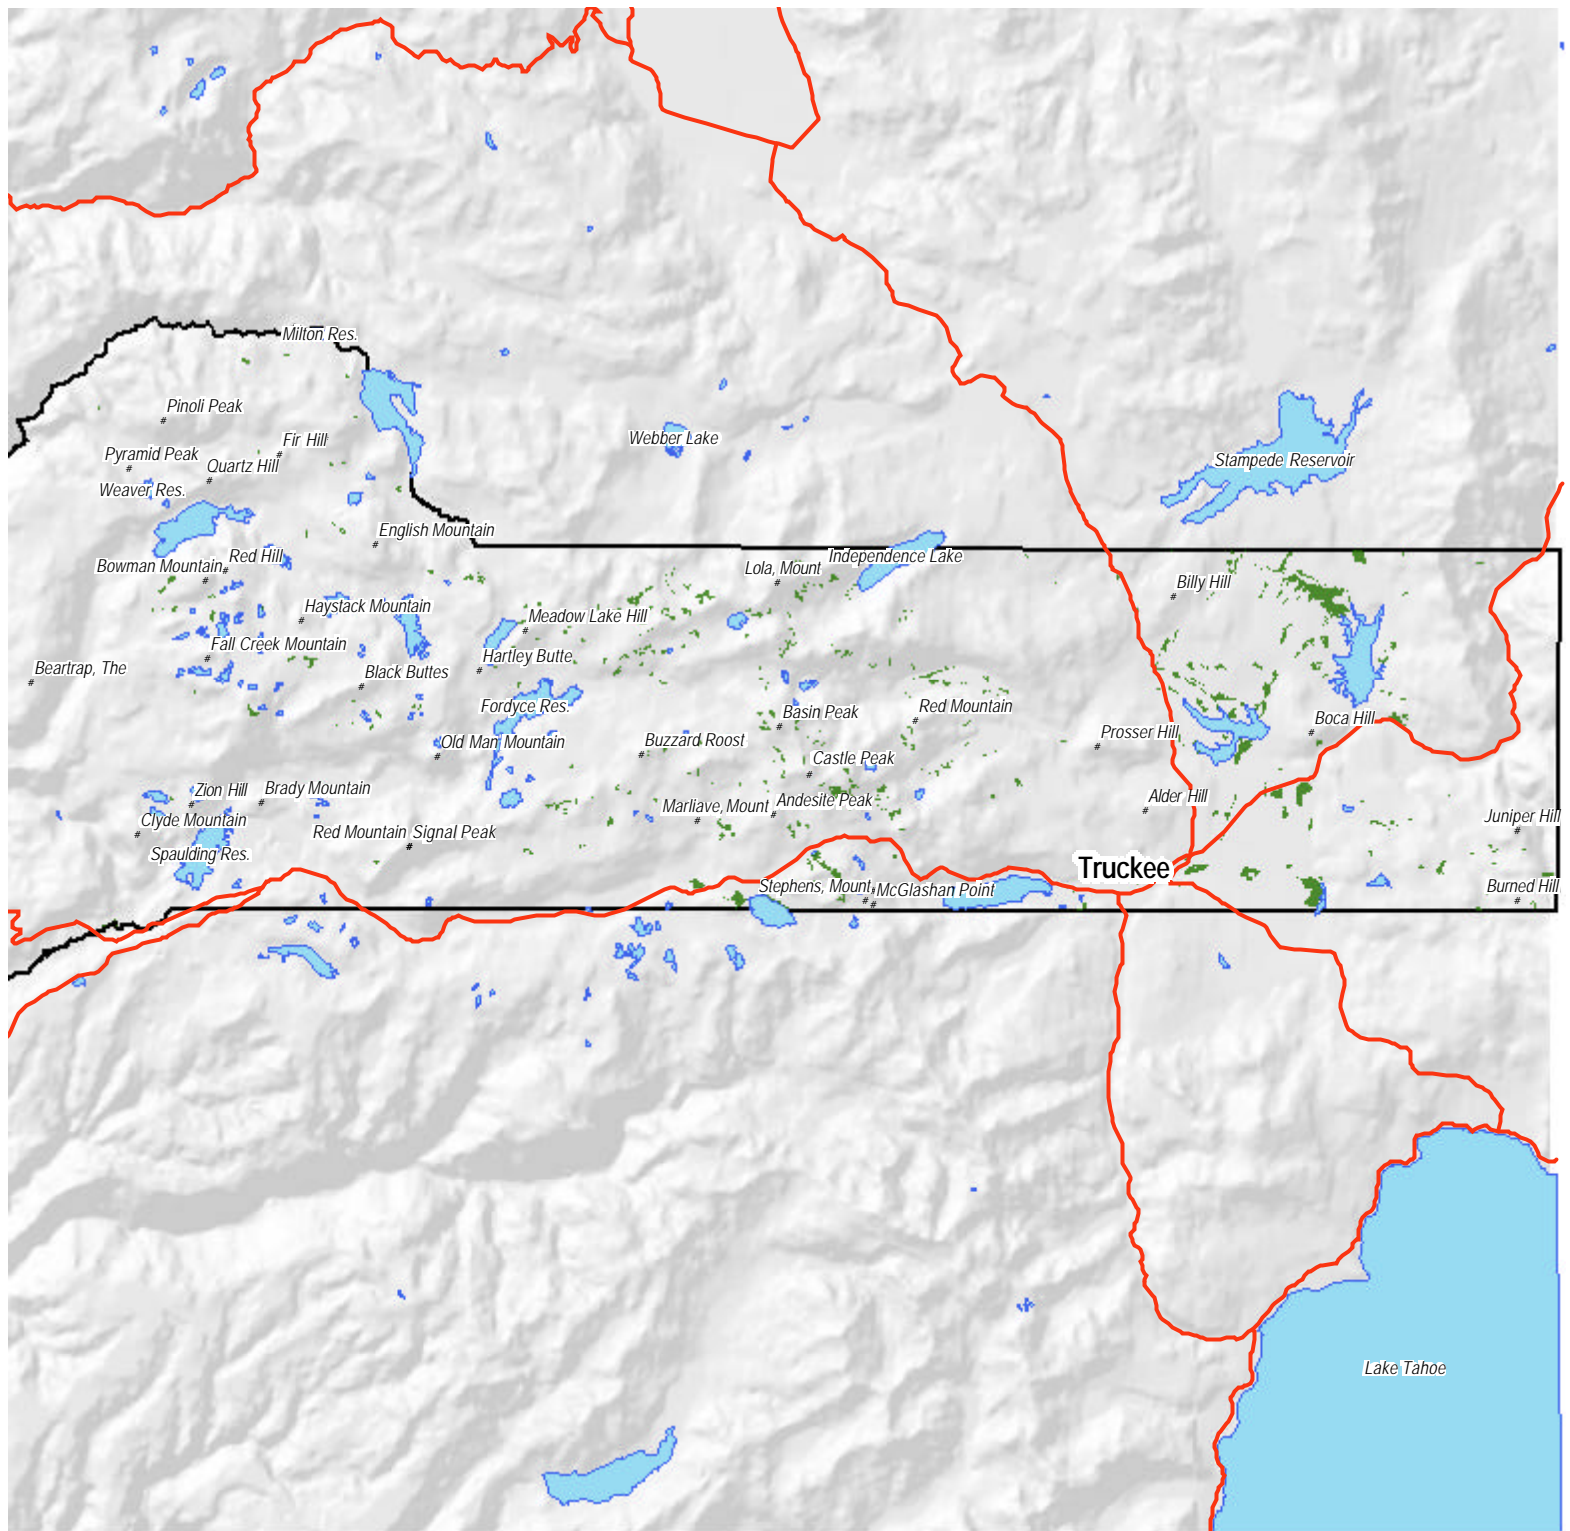 Milton Res.
Pinoli Peak
Fir Hill
Webber Lake
Pyramid Peak
Quartz Hill
Stampede Reservoir
Weaver Res.
English Mountain
Red Hill
Independence Lake
Bowman Mountain
Lola, Mount
Billy Hill
Haystack Mountain
Meadow Lake Hill
Fall Creek Mountain
Hartley Butte
Beartrap, The
Black Buttes
Fordyce Res.
Red Mountain
Basin Peak
Boca Hill
Prosser Hill
Old Man Mountain
Buzzard Roost
Castle Peak
Zion Hill
Brady Mountain
Alder Hill
Marliave, Mount
Andesite Peak
Clyde Mountain
Juniper Hill
Red Mountain
Signal Peak
Spaulding Res.
Truckee
Stephens, Mount
McGlashan Point
Burned Hill
Lake Tahoe